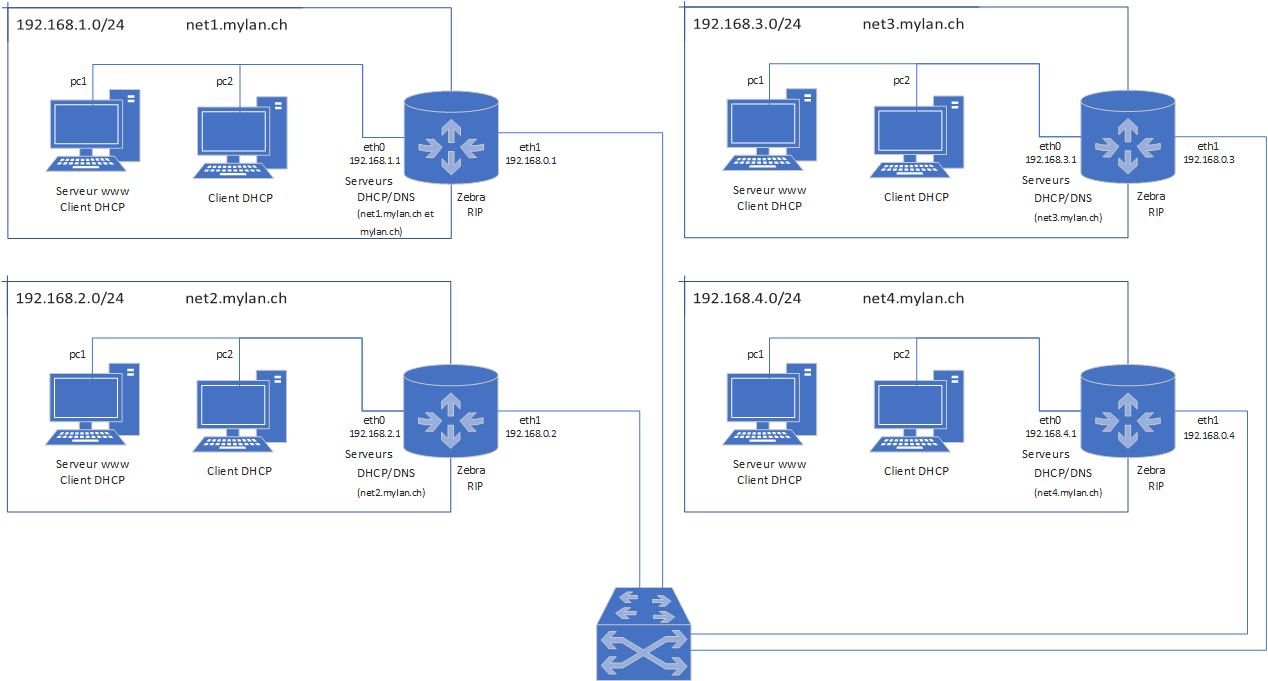 192.168.1.0/24 net1.mylan.ch
pc1
pc2
eth0
192.168.1.1
eth1
192.168.0.1
Serveur www
Client DHCP
Client DHCP
Serveurs
DHCP/DNS
(net1.mylan.ch et
mylan.ch)
Zebra
RIP
192.168.3.0/24 net3.mylan.ch
pc1
pc2
eth0
192.168.3.1
eth1
192.168.0.3
Serveur www
Client DHCP
Client DHCP
Serveurs
DHCP/DNS
(net3.mylan.ch)
Zebra
RIP
192.168.2.0/24 net2.mylan.ch
pc1
pc2
eth0
192.168.2.1
eth1
192.168.0.2
Serveur www
Client DHCP
Client DHCP
Serveurs
DHCP/DNS
(net2.mylan.ch)
Zebra
RIP
192.168.4.0/24 net4.mylan.ch
pc1
pc2
eth0
192.168.4.1
eth1
192.168.0.4
Serveur www
Client DHCP
Client DHCP
Serveurs
DHCP/DNS
(net4.mylan.ch)
Zebra
RIP